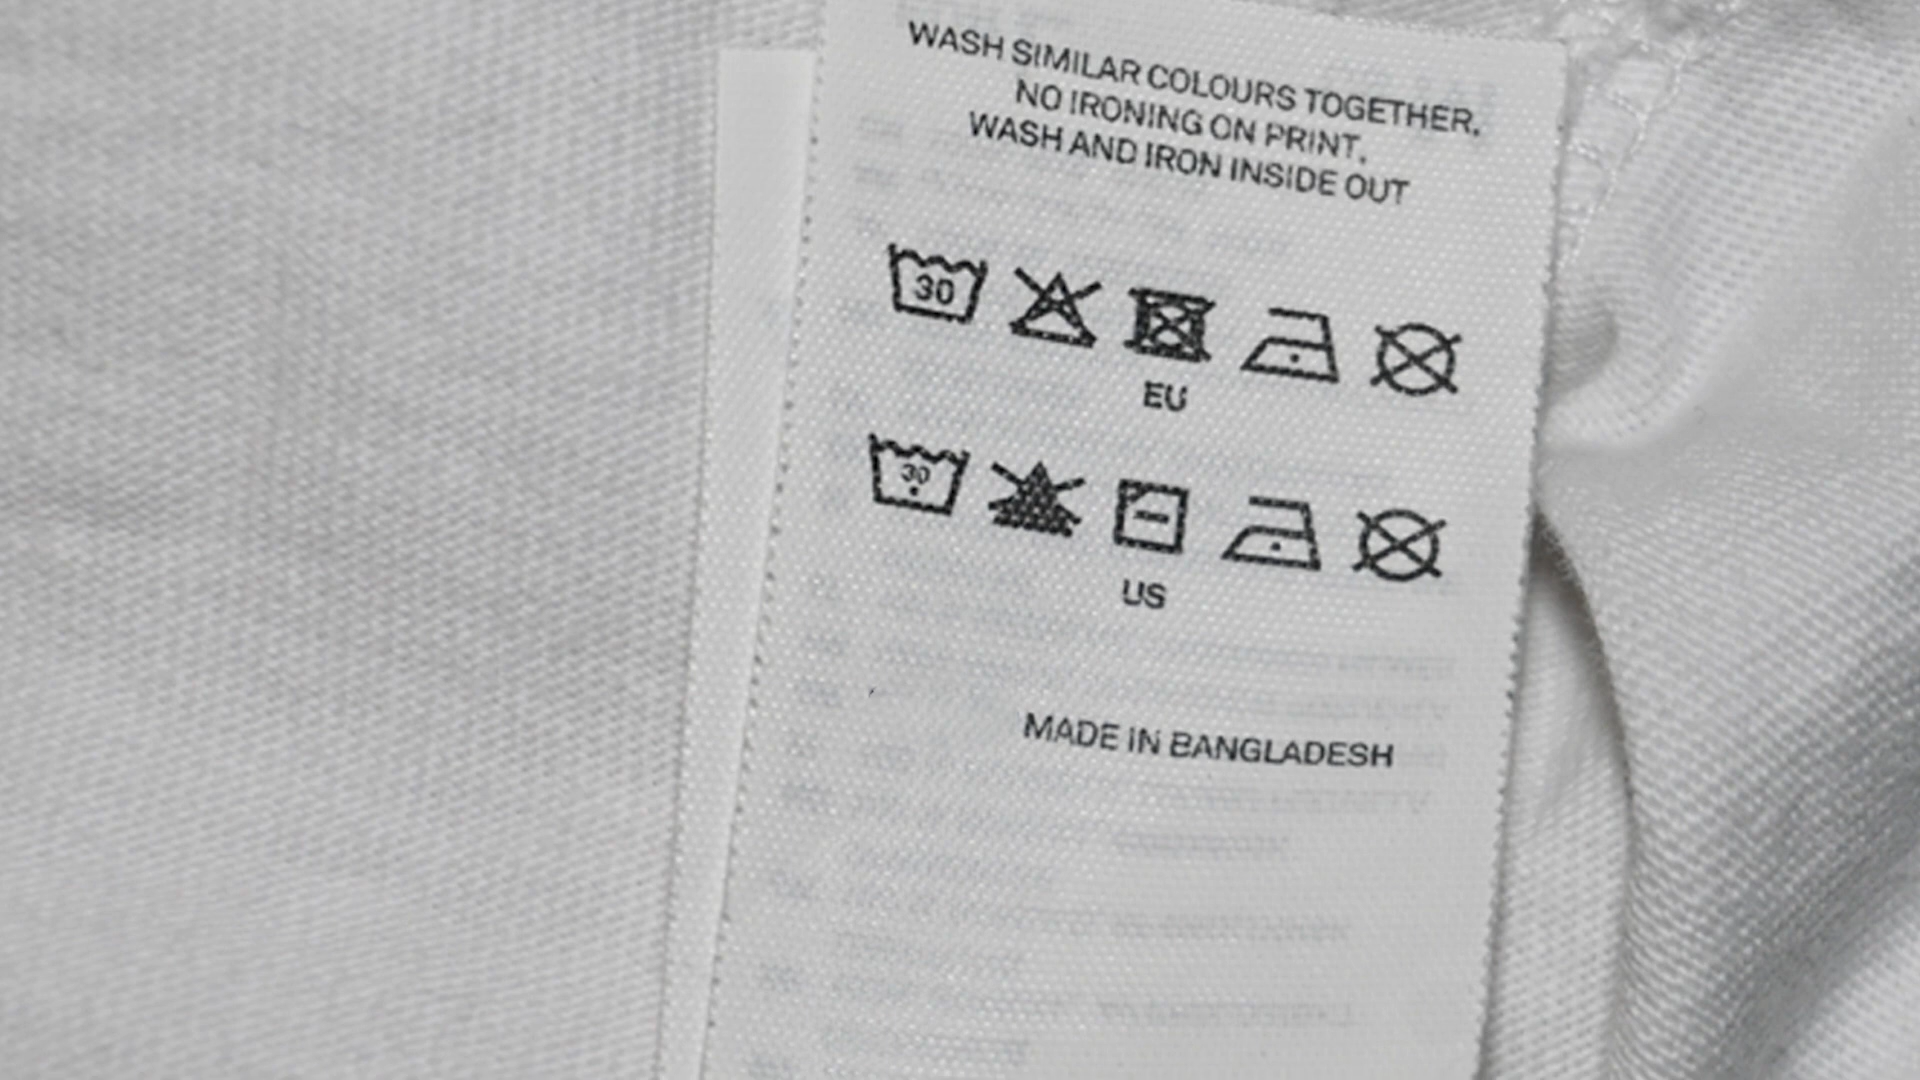 WASH SIMILAR COLOURS TOGETHER.
NO IRONING ON PRINT.
WASH AND IRON INSIDE OUT
30
EU
30
US
MADE IN BANGLADESH